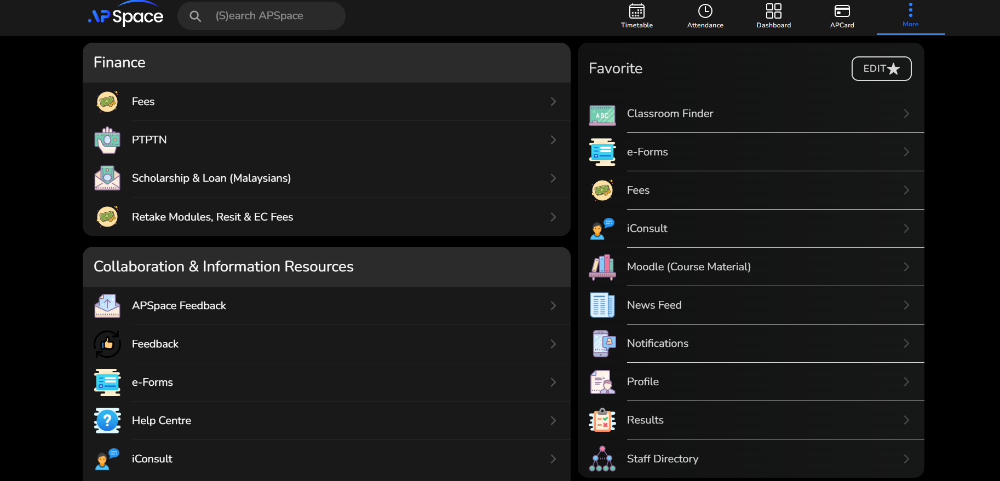 APSpace
(S)earch APSpace
Timetable
Attendance
Dashboard
APCard
More
Finance
Fees
PTPTN
Scholarship & Loan (Malaysians)
Retake Modules, Resit & EC Fees
Collaboration & Information Resources
APSpace Feedback
Feedback
e-Forms
?
Help Centre
iConsult
Favorite
EDIT
ABC
Classroom Finder
e-Forms
Fees
iConsult
Moodle (Course Material)
News Feed
Notifications
Profile
Results
Staff Directory